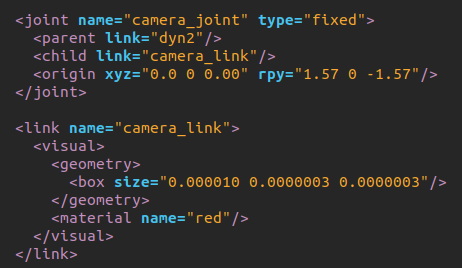 <joint name="camera_joint" type="fixed">
  <parent link="dyn2"/>
  <child link="camera_link"/>
  <origin xyz="0.0 0 0.00" rpy="1.57 0 -1.57"/>
</joint>

<link name="camera_link">
  <visual>
    <geometry>
      <box size="0.000010 0.0000003 0.0000003"/>
    </geometry>
    <material name="red"/>
  </visual>
</link>